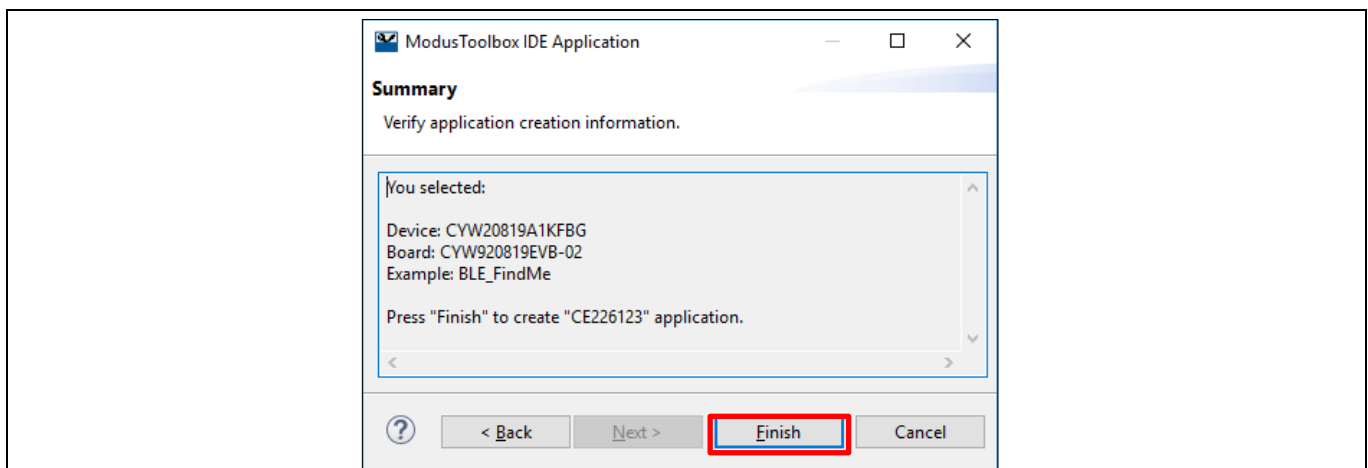 ModusToolbox IDE Application
Summary
Verify application creation information.
You selected:
Device: CYW20819A1KFBG
Board: CYW920819EVB-02
Example: BLE_FindMe
Press "Finish" to create "CE226123" application.
? < Back Next > Finish Cancel